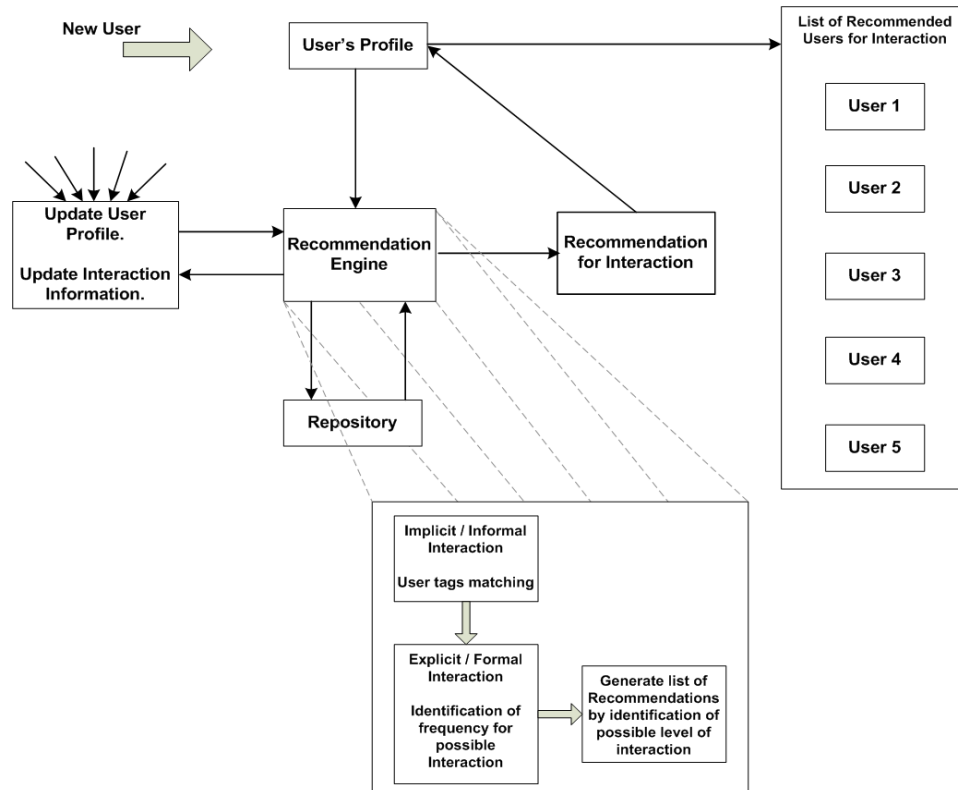 New User
User's Profile
List of Recommended
Users for Interaction
User 1
User 2
User 3
User 4
User 5
Update User
Profile.
Update Interaction
Information.
Recommendation
Engine
Recommendation
for Interaction
Repository
Implicit / Informal
Interaction
User tags matching
Explicit / Formal
Interaction
Identification of
frequency for
possible
Interaction
Generate list of
Recommendations
by identification of
possible level of
interaction